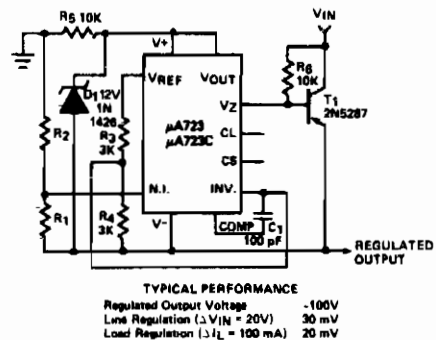 R5 10K
VIN
V+
D1 12V
1N
1426
VREF
VOUT
R6
10K
R2
R3
3K
μA723
μA723C
VZ
T1
2N5287
CL
CS
R1
R4
3K
N.I.
INV.
V-
COMP
C1
100 pF
REGULATED
OUTPUT
TYPICAL PERFORMANCE
Regulated Output Voltage -100V
Line Regulation (ΔVIN = 20V) 30 mV
Load Regulation (ΔIL = 100 mA) 20 mV